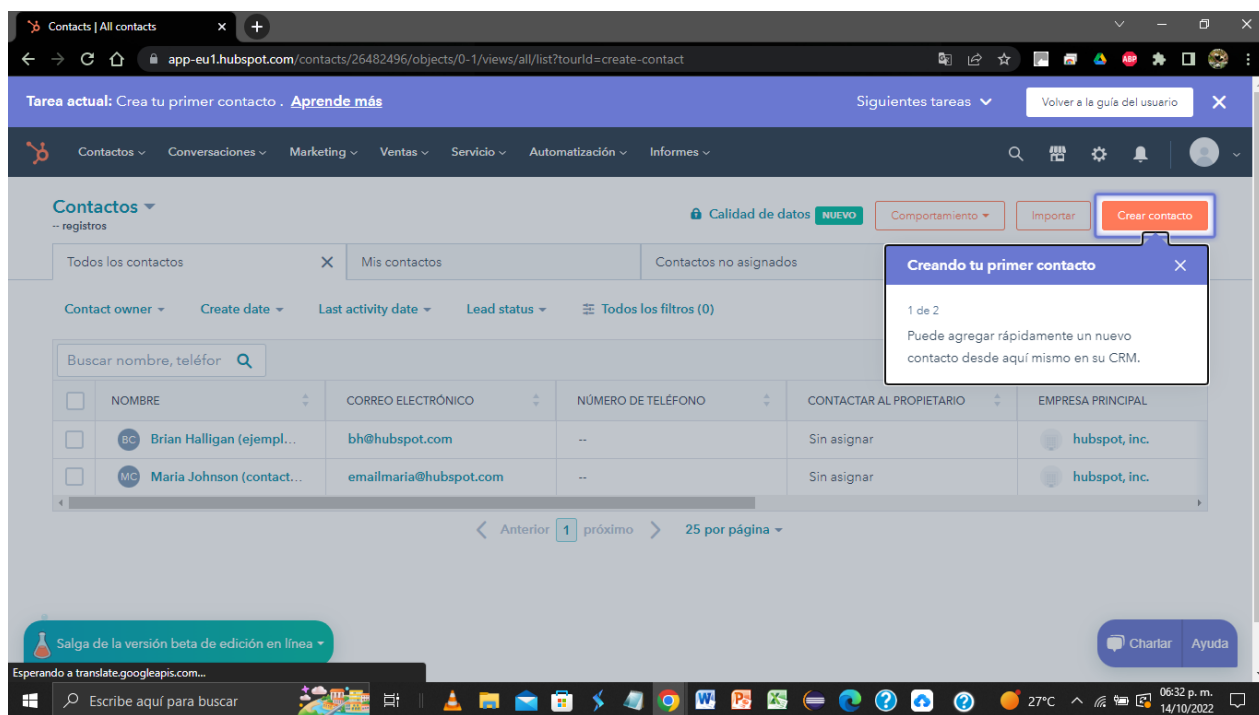 Contacts | All contacts
app-eu1.hubspot.com/contacts/26482496/objects/0-1/views/all/list?tourId=create-contact
ABP
Tarea actual: Crea tu primer contacto . Aprende más
Siguientes tareas
Volver a la guía del usuario
Contactos
Conversaciones
Marketing
Ventas
Servicio
Automatización
Informes
Contactos
-- registros
Calidad de datos NUEVO
Comportamiento
Importar
Crear contacto
Todos los contactos
Mis contactos
Contactos no asignados
Creando tu primer contacto
1 de 2
Puede agregar rápidamente un nuevo
contacto desde aquí mismo en su CRM.
Contact owner
Create date
Last activity date
Lead status
Todos los filtros (0)
Buscar nombre, teléfor
NOMBRE
CORREO ELECTRÓNICO
NÚMERO DE TELÉFONO
CONTACTAR AL PROPIETARIO
EMPRESA PRINCIPAL
BC Brian Halligan (ejempl...
bh@hubspot.com
--
Sin asignar
hubspot, inc.
MC Maria Johnson (contact...
emailmaria@hubspot.com
--
Sin asignar
hubspot, inc.
Anterior 1 próximo
25 por página
Salga de la versión beta de edición en línea
Charlar
Ayuda
Esperando a translate.googleapis.com...
Escribe aquí para buscar
27°C
06:32 p. m.
14/10/2022